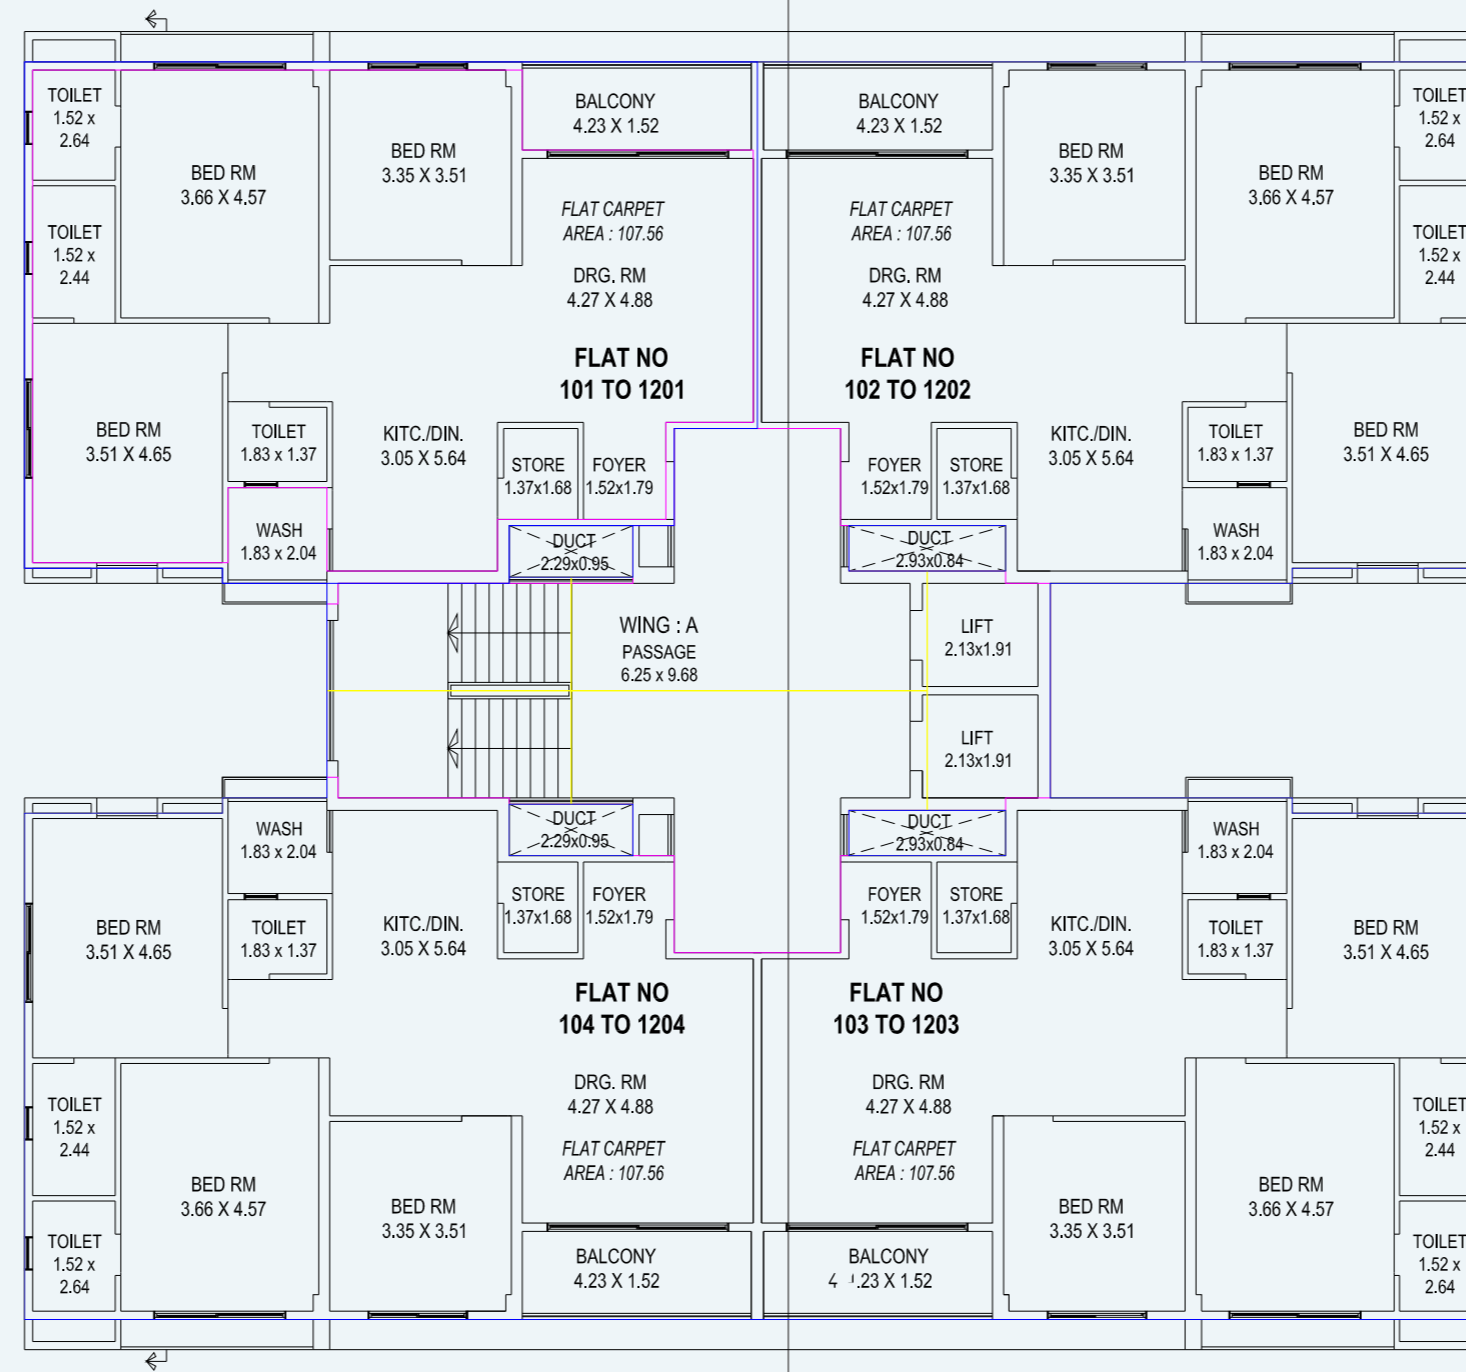 TOILET
1.52 x
2.64
BED RM
3.66 X 4.57
BED RM
3.35 X 3.51
BALCONY
4.23 X 1.52
BALCONY
4.23 X 1.52
BED RM
3.35 X 3.51
BED RM
3.66 X 4.57
TOILET
1.52 x
2.64
TOILET
1.52 x
2.44
FLAT CARPET
AREA : 107.56
FLAT CARPET
AREA : 107.56
TOILET
1.52 x
2.44
DRG. RM
4.27 X 4.88
DRG. RM
4.27 X 4.88
FLAT NO
101 TO 1201
FLAT NO
102 TO 1202
BED RM
3.51 X 4.65
TOILET
1.83 x 1.37
KITC./DIN.
3.05 X 5.64
STORE
1.37x1.68
FOYER
1.52x1.79
FOYER
1.52x1.79
STORE
1.37x1.68
KITC./DIN.
3.05 X 5.64
TOILET
1.83 x 1.37
BED RM
3.51 X 4.65
WASH
1.83 x 2.04
DUCT
2.29x0.95
DUCT
2.93x0.84
WASH
1.83 x 2.04
WING : A
PASSAGE
6.25 x 9.68
LIFT
2.13x1.91
LIFT
2.13x1.91
WASH
1.83 x 2.04
DUCT
2.29x0.95
DUCT
2.93x0.84
WASH
1.83 x 2.04
BED RM
3.51 X 4.65
TOILET
1.83 x 1.37
KITC./DIN.
3.05 X 5.64
STORE
1.37x1.68
FOYER
1.52x1.79
FOYER
1.52x1.79
STORE
1.37x1.68
KITC./DIN.
3.05 X 5.64
TOILET
1.83 x 1.37
BED RM
3.51 X 4.65
FLAT NO
104 TO 1204
FLAT NO
103 TO 1203
DRG. RM
4.27 X 4.88
DRG. RM
4.27 X 4.88
TOILET
1.52 x
2.44
FLAT CARPET
AREA : 107.56
FLAT CARPET
AREA : 107.56
TOILET
1.52 x
2.44
BED RM
3.66 X 4.57
BED RM
3.35 X 3.51
BED RM
3.35 X 3.51
BED RM
3.66 X 4.57
TOILET
1.52 x
2.64
BALCONY
4.23 X 1.52
BALCONY
.23 X 1.52
TOILET
1.52 x
2.64